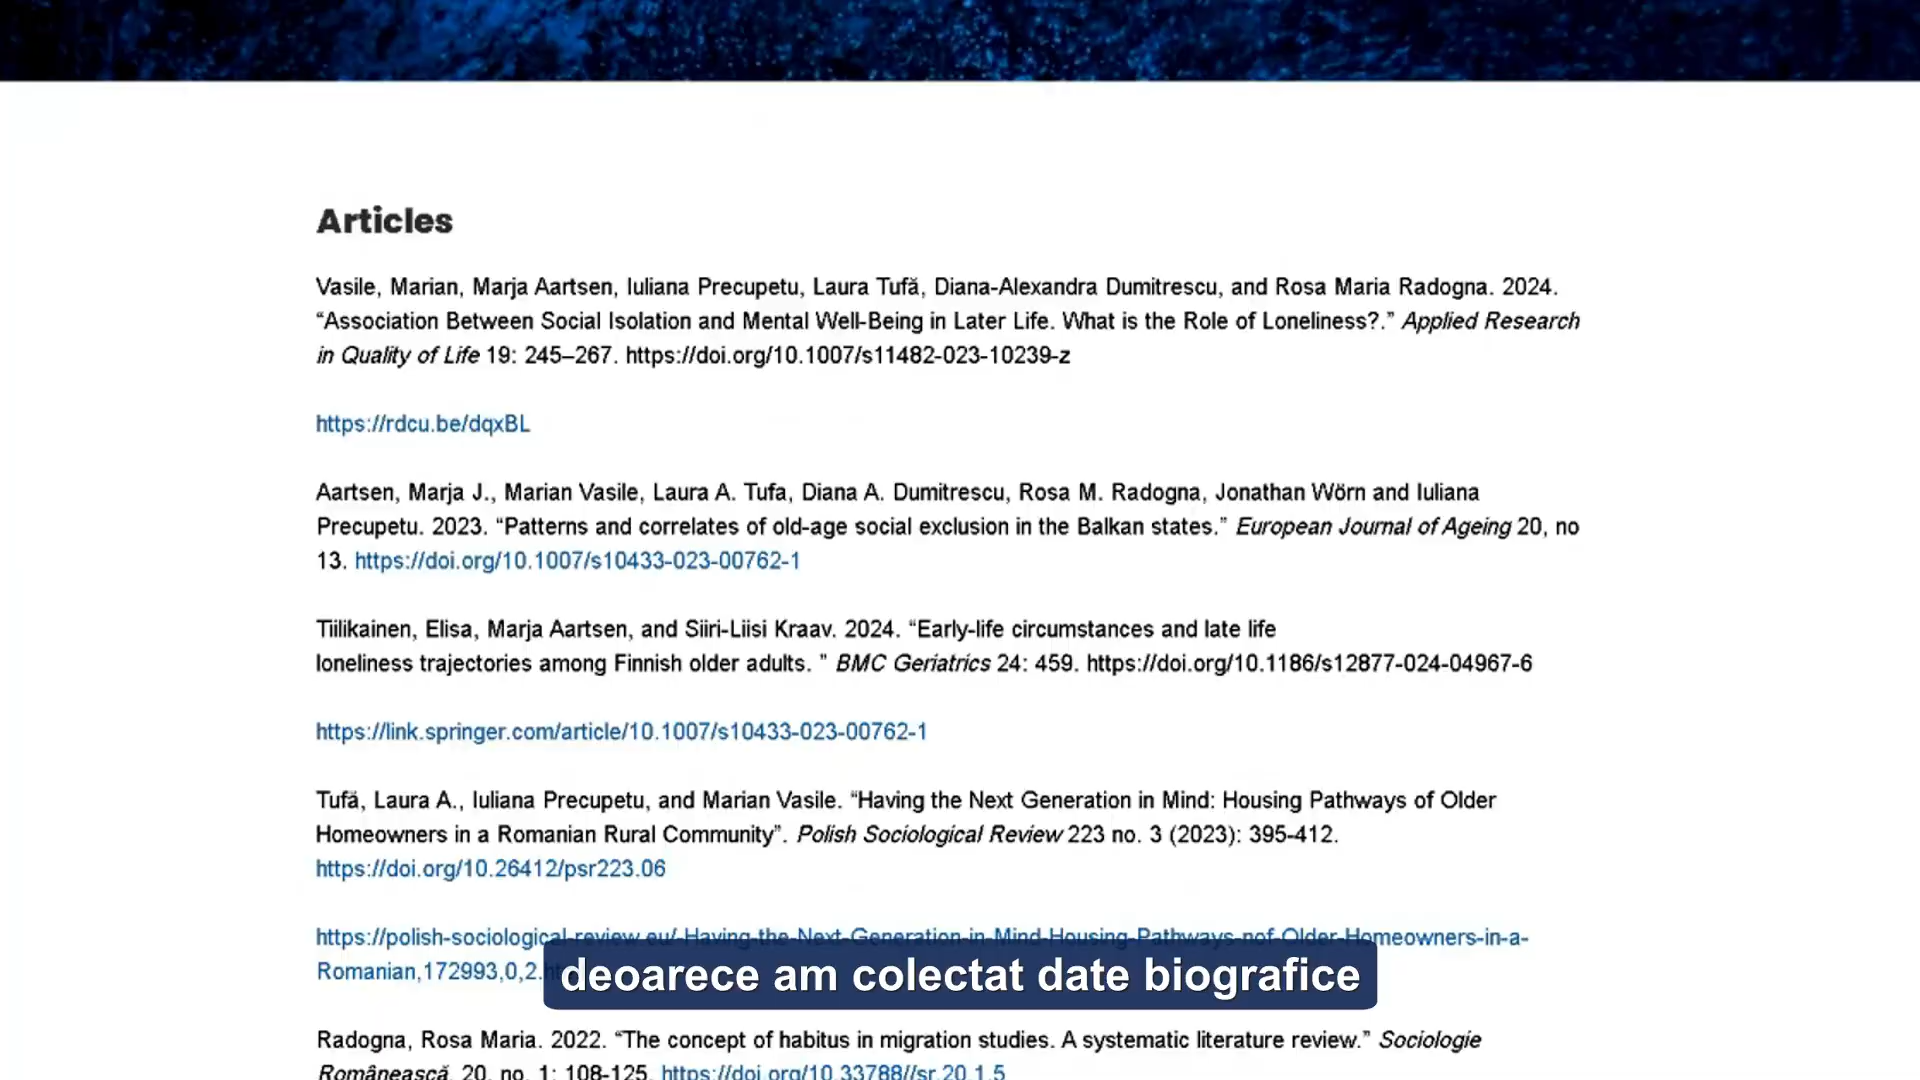 Articles
Vasile, Marian, Marja Aartsen, Iuliana Precupetu, Laura Tufă, Diana-Alexandra Dumitrescu, and Rosa Maria Radogna. 2024.
“Association Between Social Isolation and Mental Well-Being in Later Life. What is the Role of Loneliness?.” Applied Research
in Quality of Life 19: 245–267. https://doi.org/10.1007/s11482-023-10239-z
https://rdcu.be/dqxBL
Aartsen, Marja J., Marian Vasile, Laura A. Tufa, Diana A. Dumitrescu, Rosa M. Radogna, Jonathan Wörn and Iuliana
Precupetu. 2023. “Patterns and correlates of old-age social exclusion in the Balkan states.” European Journal of Ageing 20, no
13. https://doi.org/10.1007/s10433-023-00762-1
Tiilikainen, Elisa, Marja Aartsen, and Siiri-Liisi Kraav. 2024. “Early-life circumstances and late life
loneliness trajectories among Finnish older adults. ” BMC Geriatrics 24: 459. https://doi.org/10.1186/s12877-024-04967-6
https://link.springer.com/article/10.1007/s10433-023-00762-1
Tufă, Laura A., Iuliana Precupetu, and Marian Vasile. “Having the Next Generation in Mind: Housing Pathways of Older
Homeowners in a Romanian Rural Community”. Polish Sociological Review 223 no. 3 (2023): 395-412.
https://doi.org/10.26412/psr223.06
https://polish-sociological-review.eu/-Having-the-Next-Generation-in-Mind-Housing-Pathways-nof-Older-Homeowners-in-a-
Romanian,172993,0,2.
deoarece am colectat date biografice
Radogna, Rosa Maria. 2022. “The concept of habitus in migration studies. A systematic literature review.” Sociologie
Românească, 20, no. 1: 108-125. https://doi.org/10.33788//sr.20.1.5